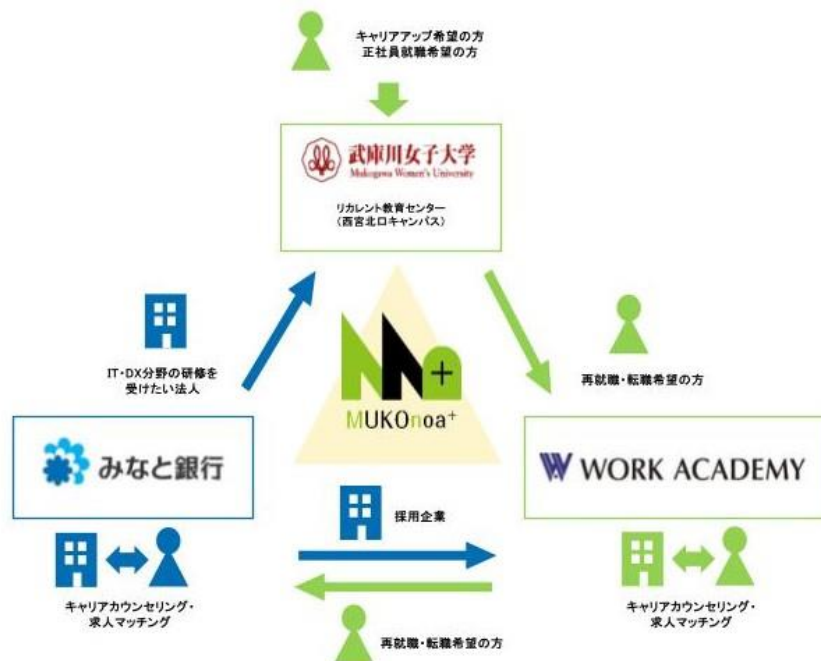 キャリアアップ希望の方
正社員就職希望の方
武庫川女子大学
Mukogawa Women's University
リカレント教育センター
(西宮北口キャンパス)
IT・DX分野の研修を
受けたい法人
再就職・転職希望の方
MUKOnoa+
みなと銀行
WORK ACADEMY
採用企業
キャリアカウンセリング・
求人マッチング
キャリアカウンセリング・
求人マッチング
再就職・転職希望の方